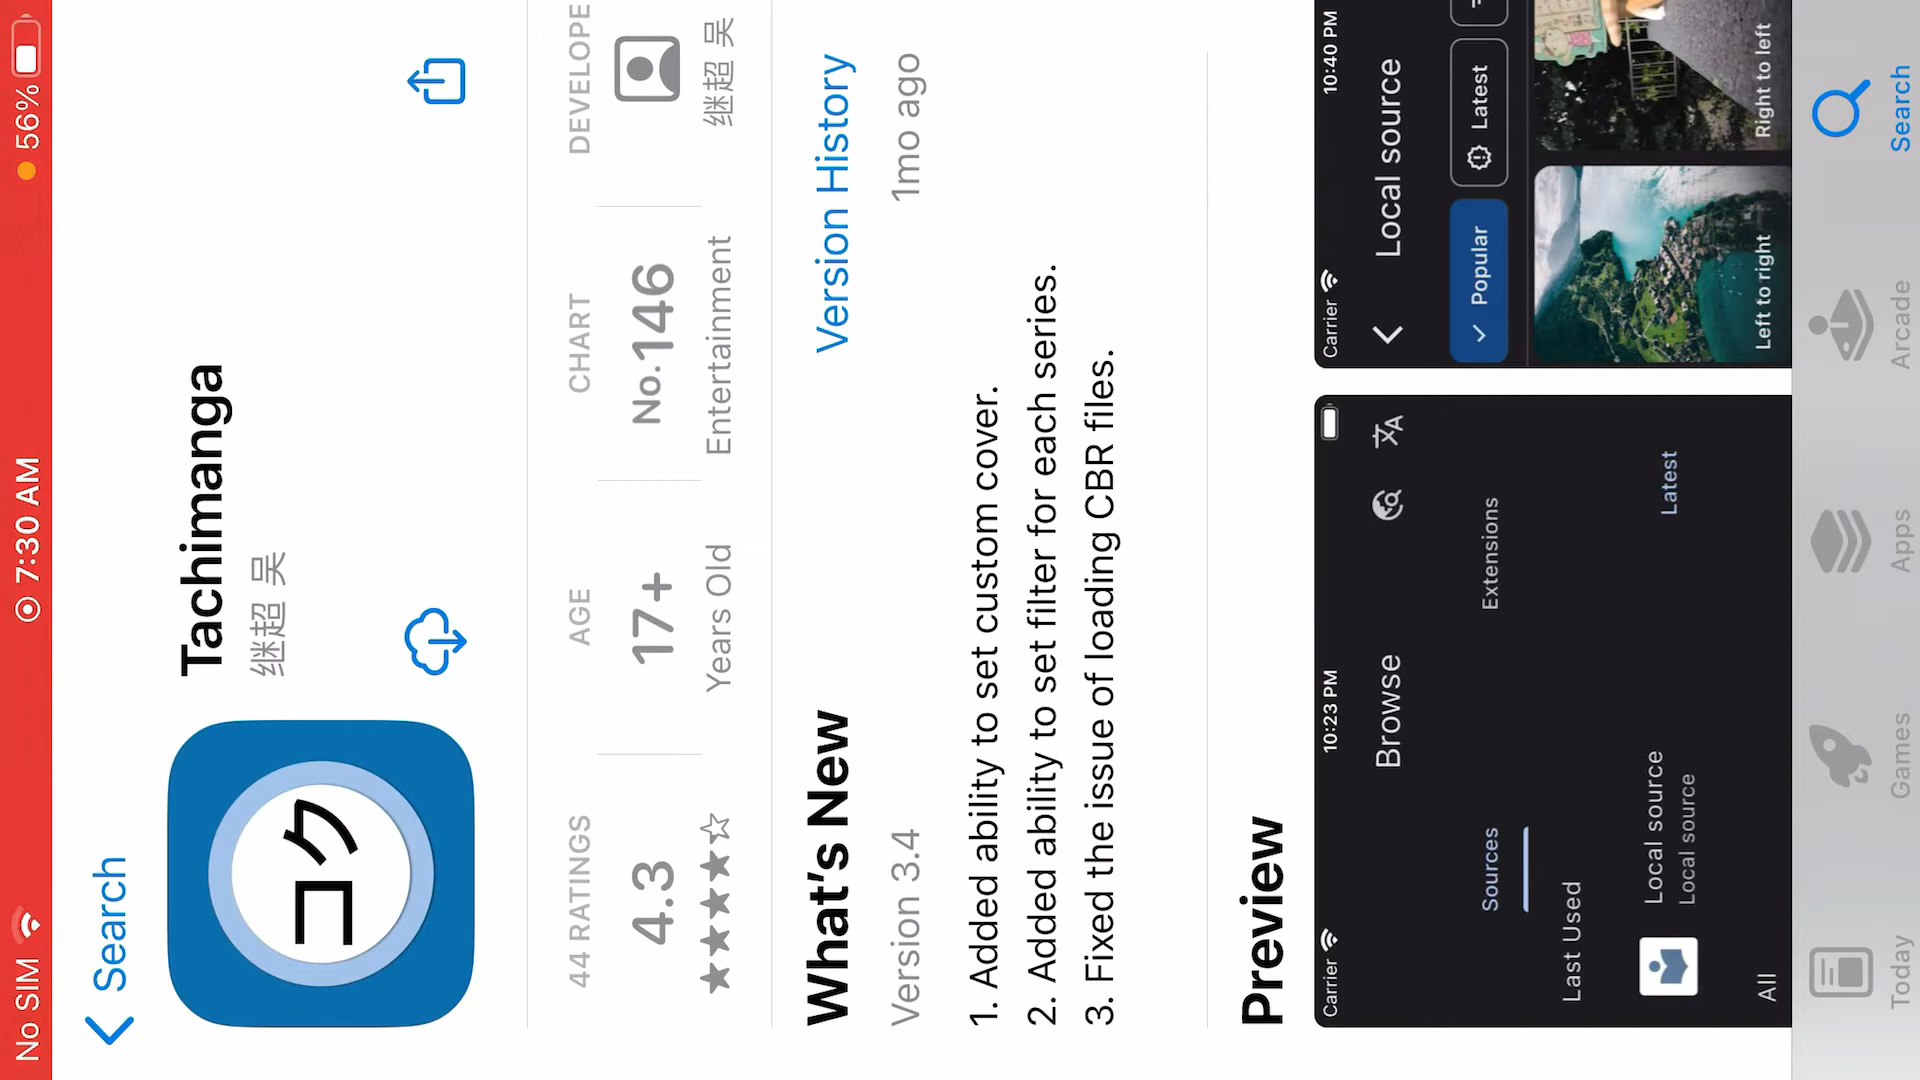 No SIM 7:30 AM 56%
Search
コク
Tachimanga
继超 吴
44 RATINGS
4.3
AGE
17+
Years Old
CHART
No.146
Entertainment
DEVELOPE
继超 吴
What's New
Version History
Version 3.4
1mo ago
1. Added ability to set custom cover.
2. Added ability to set filter for each series.
3. Fixed the issue of loading CBR files.
Preview
Carrier 10:23 PM
Browse
Sources
Extensions
Last Used
Local source
Local source
Latest
All
Carrier 10:40 PM
Local source
Popular
Latest
Left to right
Right to left
Today
Games
Apps
Arcade
Search